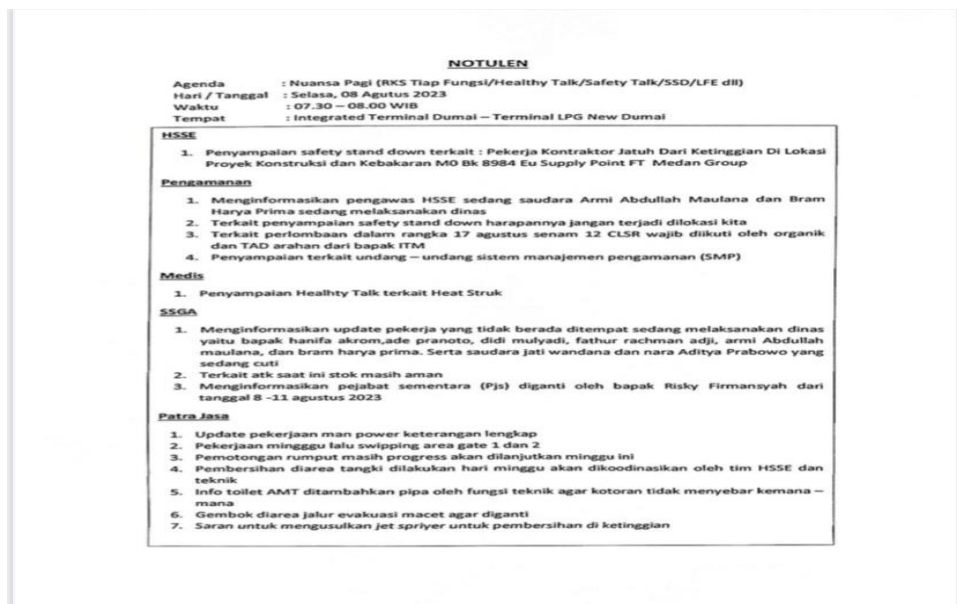 NOTULEN
Agenda : Nuansa Pagi (RKS Tiap Fungsi/Healthy Talk/Safety Talk/SSD/LFE dll)
Hari / Tanggal : Selasa, 08 Agutus 2023
Waktu : 07.30 – 08.00 WIB
Tempat : Integrated Terminal Dumai – Terminal LPG New Dumai
HSSE
1. Penyampaian safety stand down terkait : Pekerja Kontraktor Jatuh Dari Ketinggian Di Lokasi
Proyek Konstruksi dan Kebakaran M0 Bk 8984 Eu Supply Point FT Medan Group
Pengamanan
1. Menginformasikan pengawas HSSE sedang saudara Armi Abdullah Maulana dan Bram
Harya Prima sedang melaksanakan dinas
2. Terkait penyampaian safety stand down harapannya jangan terjadi dilokasi kita
3. Terkait perlombaan dalam rangka 17 agustus senam 12 CLSR wajib diikuti oleh organik
dan TAD arahan dari bapak ITM
4. Penyampaian terkait undang – undang sistem manajemen pengamanan (SMP)
Medis
1. Penyampaian Healhty Talk terkait Heat Struk
SSGA
1. Menginformasikan update pekerja yang tidak berada ditempat sedang melaksanakan dinas
yaitu bapak hanifa akrom,ade pranoto, didi mulyadi, fathur rachman adji, armi Abdullah
maulana, dan bram harya prima. Serta saudara jati wandana dan nara Aditya Prabowo yang
sedang cuti
2. Terkait atk saat ini stok masih aman
3. Menginformasikan pejabat sementara (Pjs) diganti oleh bapak Risky Firmansyah dari
tanggal 8 -11 agustus 2023
Patra Jasa
1. Update pekerjaan man power keterangan lengkap
2. Pekerjaan mingggu lalu swipping area gate 1 dan 2
3. Pemotongan rumput masih progress akan dilanjutkan minggu ini
4. Pembersihan diarea tangki dilakukan hari minggu akan dikoodinasikan oleh tim HSSE dan
teknik
5. Info toilet AMT ditambahkan pipa oleh fungsi teknik agar kotoran tidak menyebar kemana –
mana
6. Gembok diarea jalur evakuasi macet agar diganti
7. Saran untuk mengusulkan jet spriyer untuk pembersihan di ketinggian